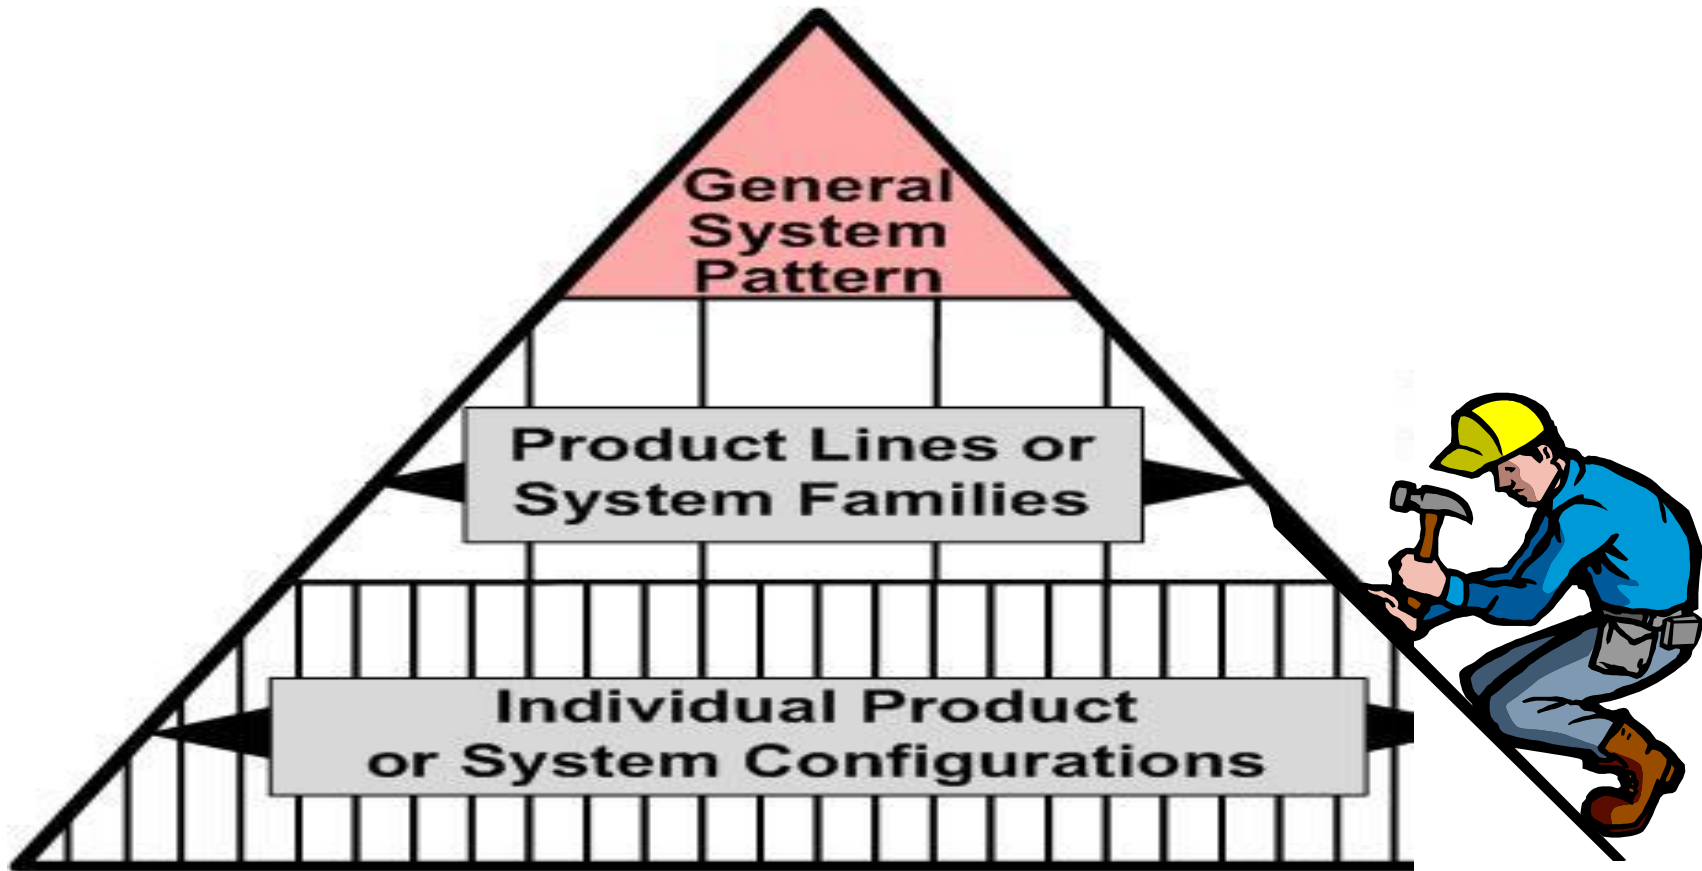 General
System
Pattern
Product Lines or
System Families
Individual Product
or System Configurations